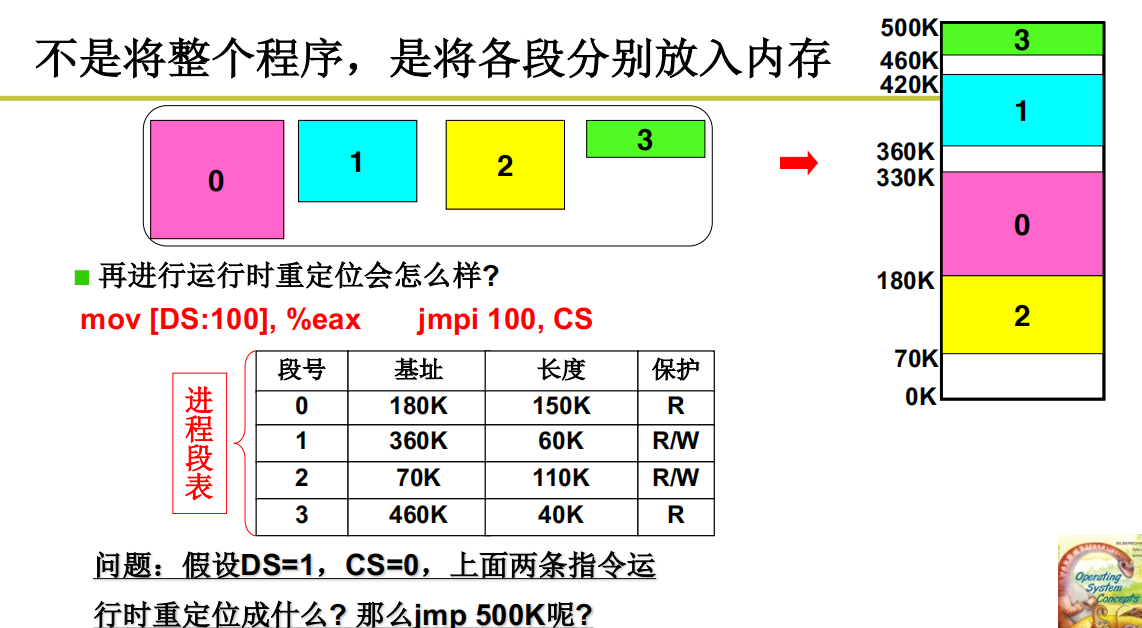 不是将整个程序，是将各段分别放入内存
0
1
2
3
500K
3
460K
420K
1
360K
330K
0
180K
2
70K
0K
再进行运行时重定位会怎么样?
mov [DS:100], %eax jmpi 100, CS
进程段表
段号 基址 长度 保护
0 180K 150K R
1 360K 60K R/W
2 70K 110K R/W
3 460K 40K R
问题：假设DS=1，CS=0，上面两条指令运
行时重定位成什么? 那么jmp 500K呢?
Operating
System
Concepts